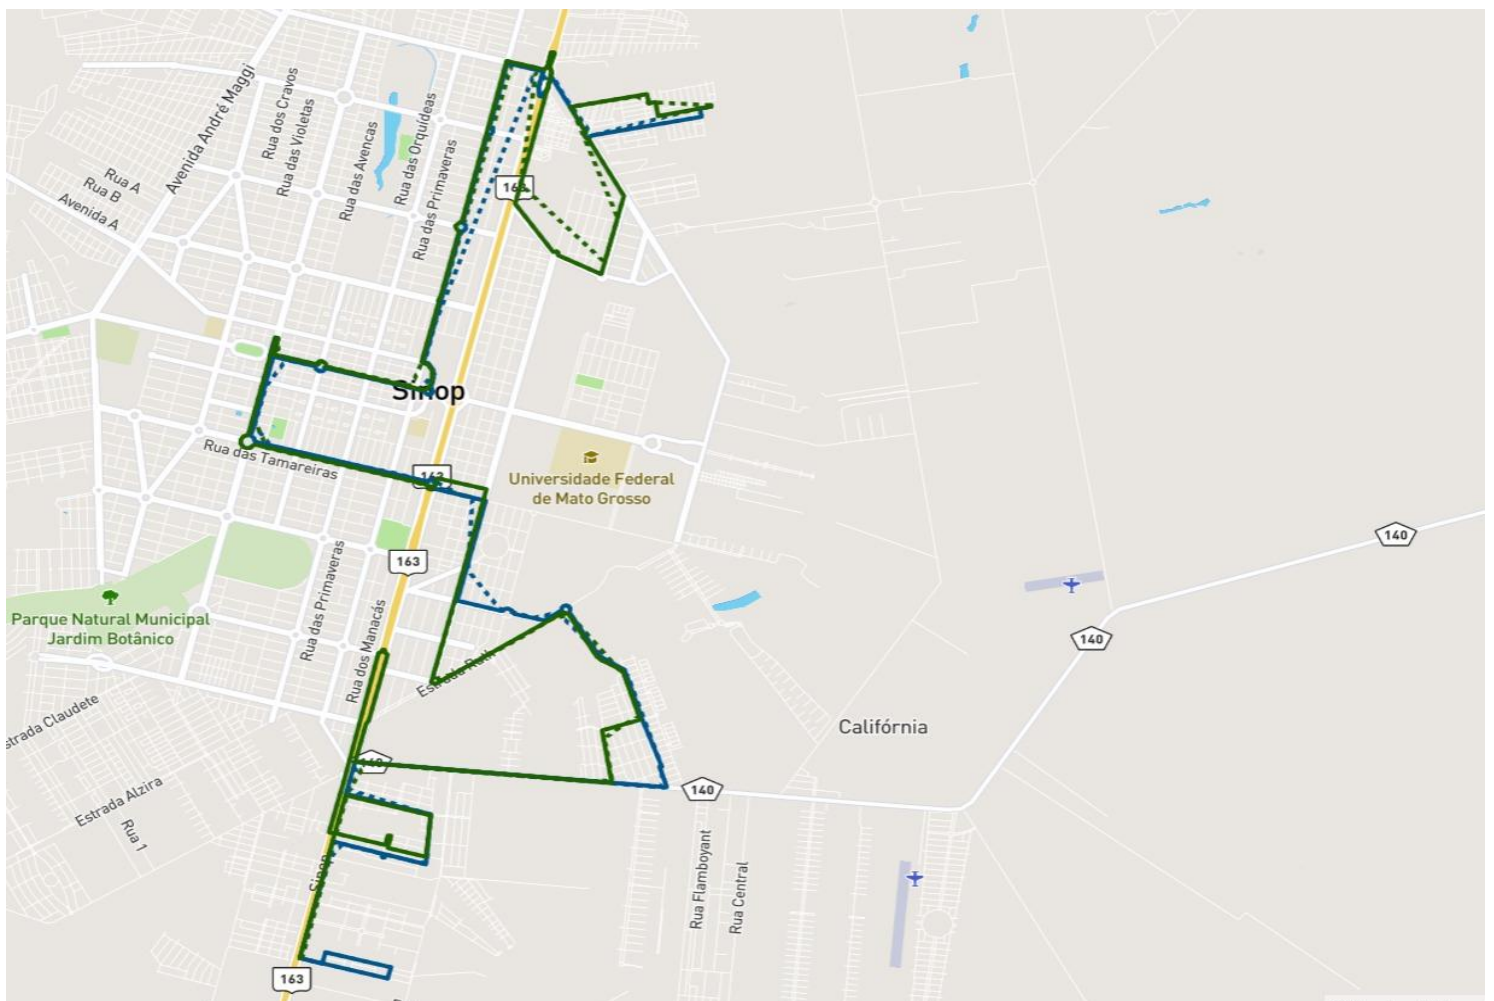 Avenida André Maggi
Rua dos Cravos
Rua das Violetas
Rua das Avencas
Rua das Orquídeas
Rua das Primaveras
Rua A
Rua B
Avenida A
163
Sinop
Rua das Tamareiras
163
Universidade Federal
de Mato Grosso
163
140
140
Parque Natural Municipal
Jardim Botânico
Rua das Primaveras
Rua dos Manacás
Estrada Ruth
strada Claudete
Califórnia
140
140
Estrada Alzira
Rua 1
Sinop
Rua Flamboyant
Rua Central
163